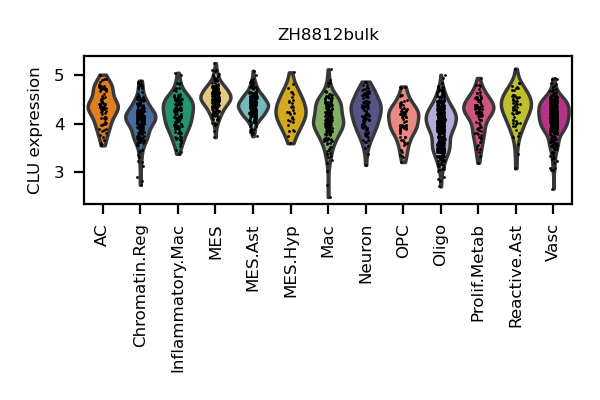 ZH8812bulk
CLU expression
5
4
3
AC
Chromatin.Reg
Inflammatory.Mac
MES
MES.Ast
MES.Hyp
Mac
Neuron
OPC
Oligo
Prolif.Metab
Reactive.Ast
Vasc